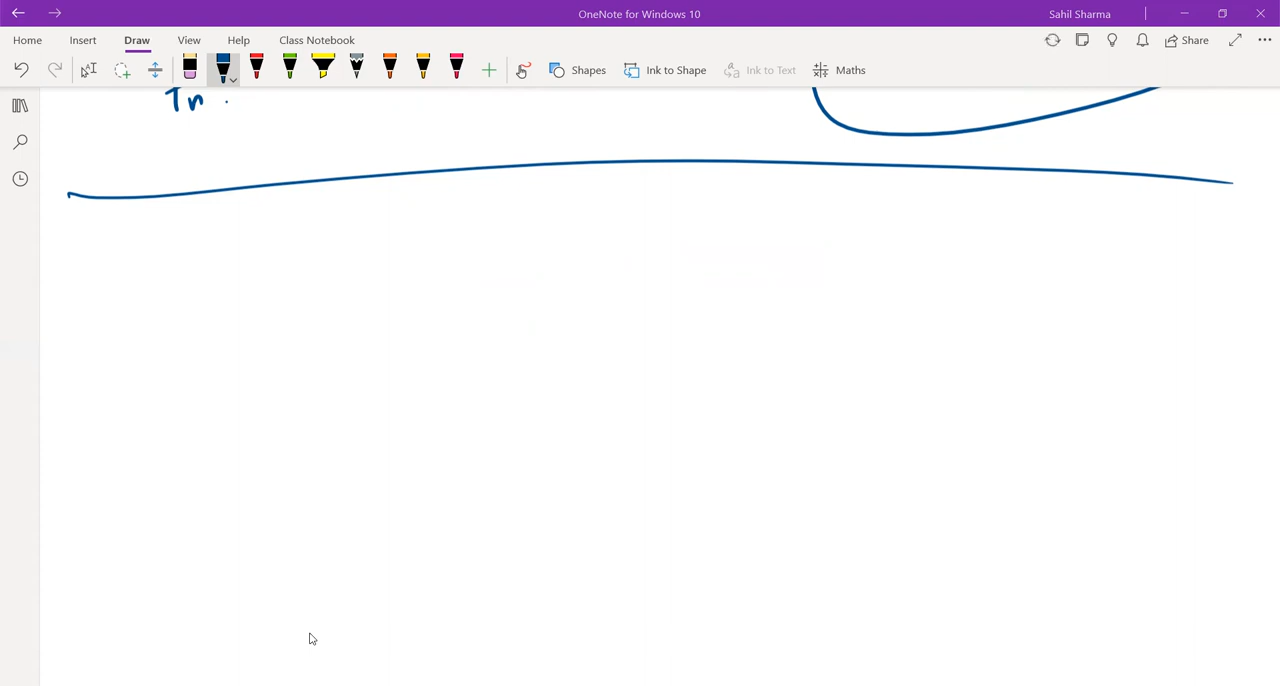 OneNote for Windows 10
Sahil Sharma
Home Insert Draw View Help Class Notebook
Share
Shapes Ink to Shape Ink to Text Maths
Tr .